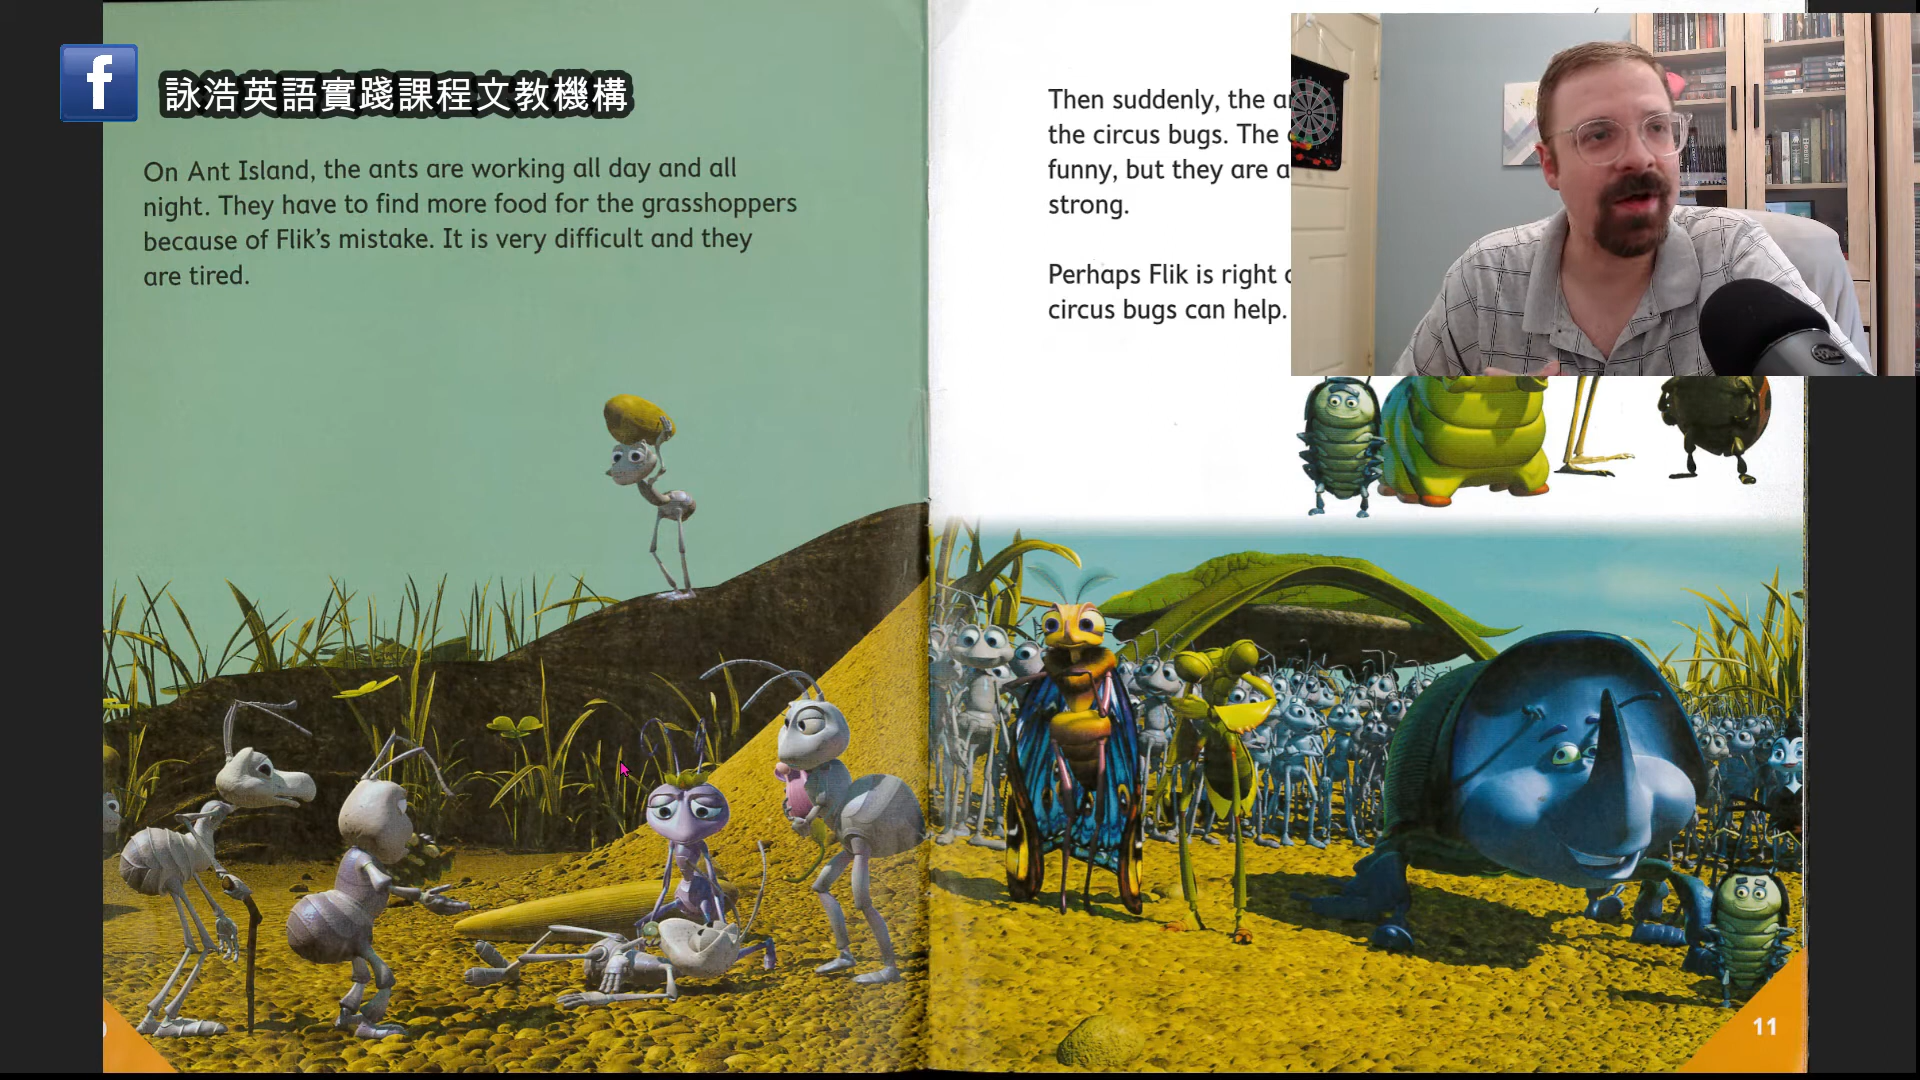 f
詠浩英語實踐課程文教機構
On Ant Island, the ants are working all day and all
night. They have to find more food for the grasshoppers
because of Flik's mistake. It is very difficult and they
are tired.
Then suddenly, the
the circus bugs. The
funny, but they are
strong.
Perhaps Flik is right
circus bugs can help.
11